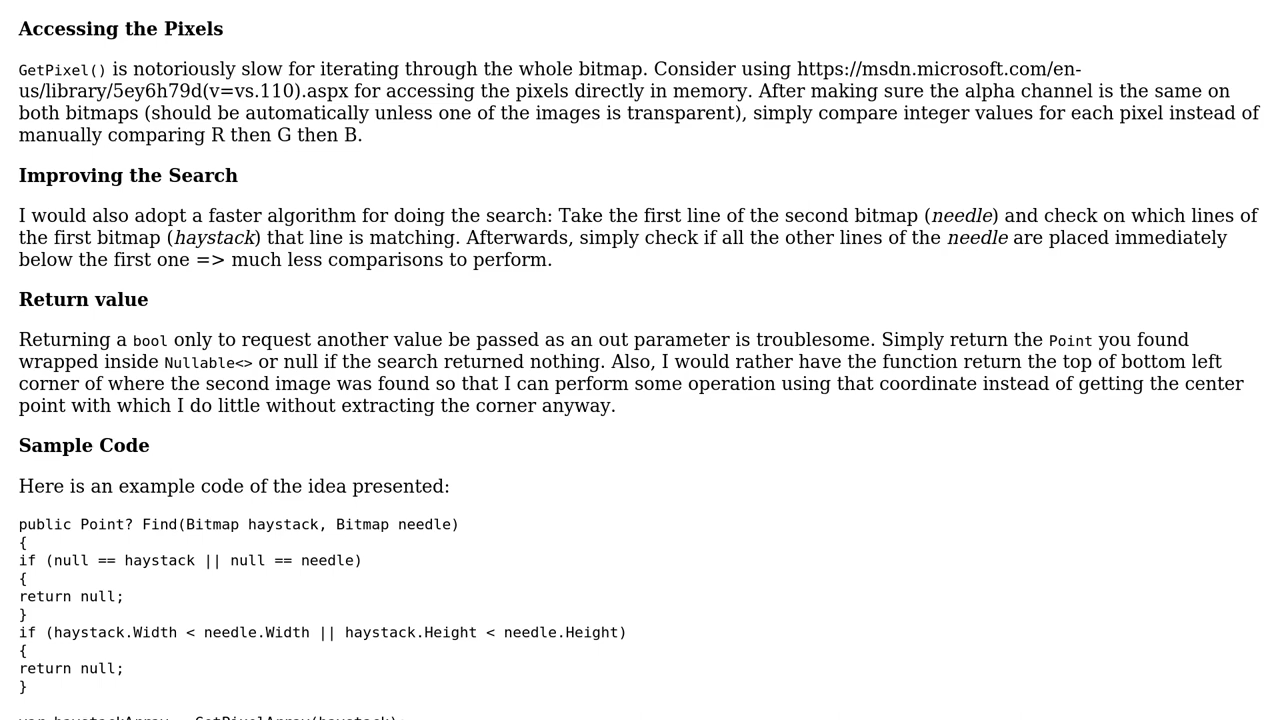 Accessing the Pixels
GetPixel() is notoriously slow for iterating through the whole bitmap. Consider using https://msdn.microsoft.com/en-
us/library/5ey6h79d(v=vs.110).aspx for accessing the pixels directly in memory. After making sure the alpha channel is the same on
both bitmaps (should be automatically unless one of the images is transparent), simply compare integer values for each pixel instead of
manually comparing R then G then B.
Improving the Search
I would also adopt a faster algorithm for doing the search: Take the first line of the second bitmap (needle) and check on which lines of
the first bitmap (haystack) that line is matching. Afterwards, simply check if all the other lines of the needle are placed immediately
below the first one => much less comparisons to perform.
Return value
Returning a bool only to request another value be passed as an out parameter is troublesome. Simply return the Point you found
wrapped inside Nullable<> or null if the search returned nothing. Also, I would rather have the function return the top of bottom left
corner of where the second image was found so that I can perform some operation using that coordinate instead of getting the center
point with which I do little without extracting the corner anyway.
Sample Code
Here is an example code of the idea presented:
public Point? Find(Bitmap haystack, Bitmap needle)
{
if (null == haystack || null == needle)
{
return null;
}
if (haystack.Width < needle.Width || haystack.Height < needle.Height)
{
return null;
}